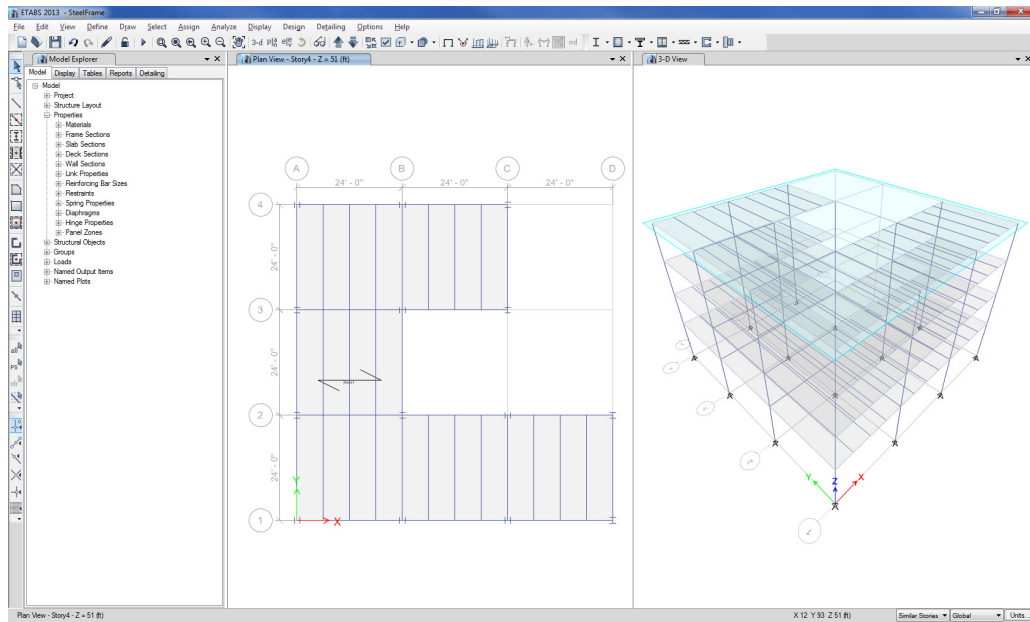 ETABS 2013 - SteelFrame
File Edit View Define Draw Select Assign Analyze Display Design Detailing Options Help
3-d
nd
Model Explorer
Plan View - Story4 - Z = 51 (ft)
3-D View
Model Display Tables Reports Detailing
Model
Project
Structure Layout
Properties
Materials
Frame Sections
Slab Sections
Deck Sections
Wall Sections
Link Properties
Reinforcing Bar Sizes
Restraints
Spring Properties
Diaphragms
Hinge Properties
Panel Zones
Structural Objects
Groups
Loads
Named Output Items
Named Plots
all
PS
clr
A B C D
24' - 0" 24' - 0" 24' - 0"
4
24' - 0"
3
24' - 0"
2
24' - 0"
1
Y
X
Y Z X
Plan View - Story4 - Z = 51 (ft)
X 12 Y 93 Z 51 (ft)
Similar Stories Global Units...